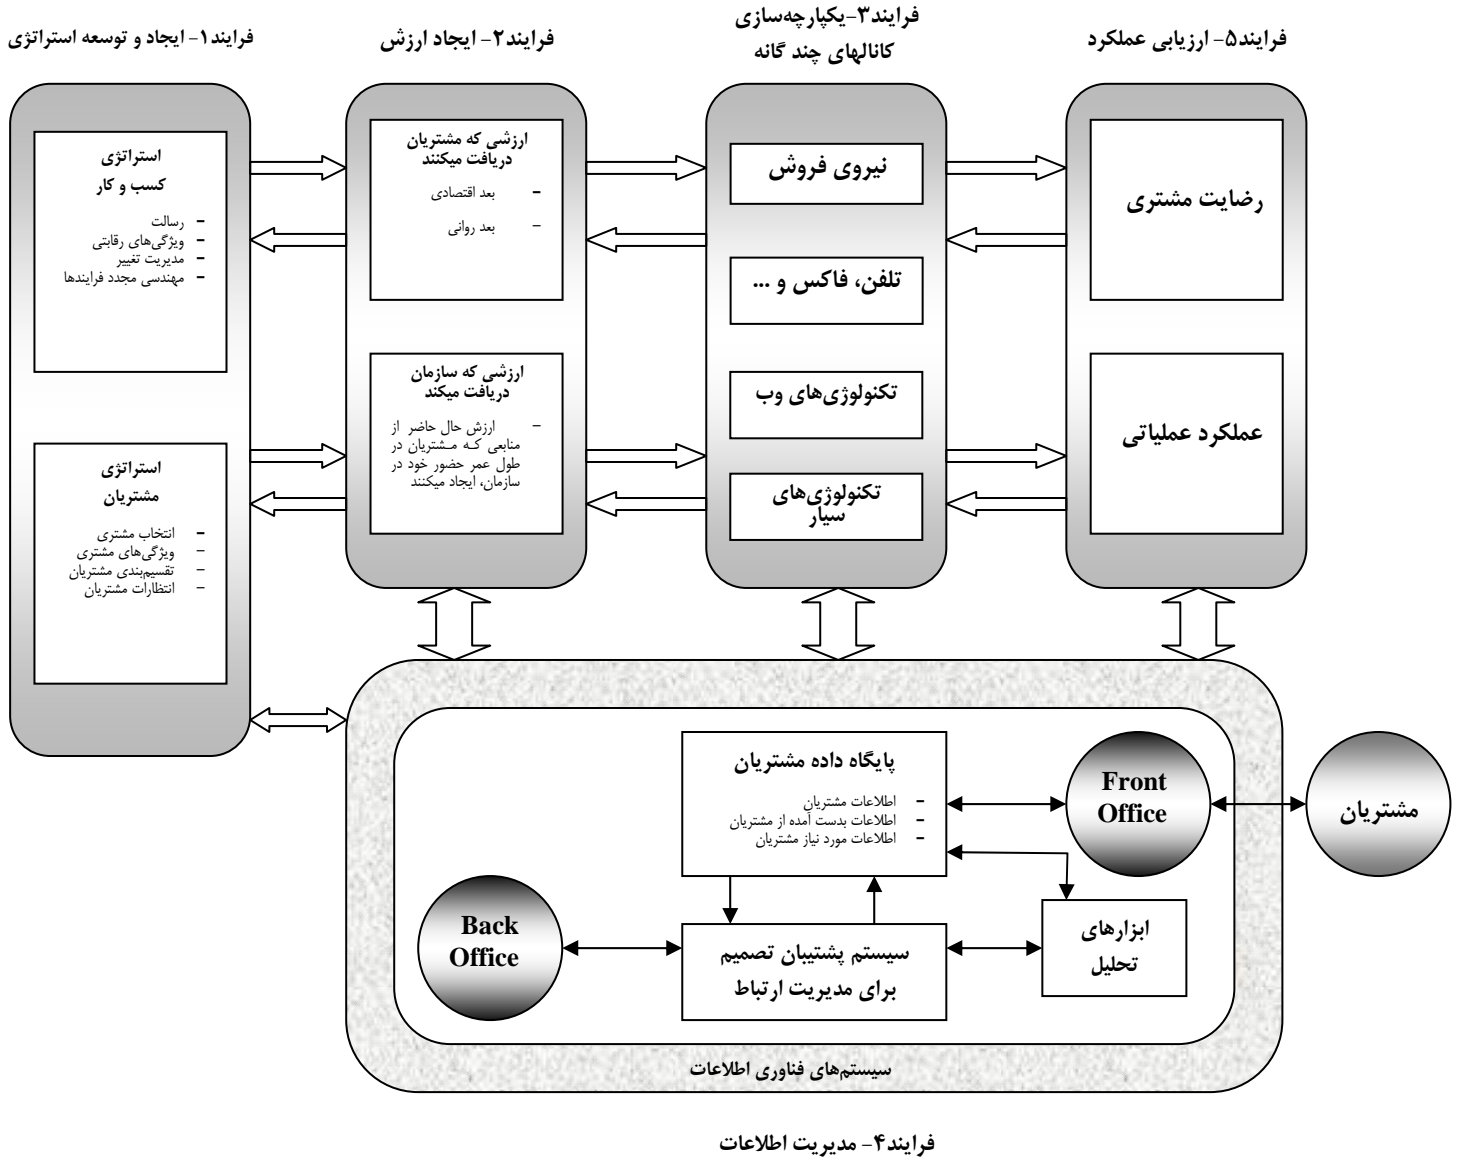 فرایند۱- ایجاد و توسعه استراتژی
استراتژی
کسب و کار
- رسالت
- ویژگی‌های رقابتی
- مدیریت تغییر
- مهندسی مجدد فرایندها
استراتژی
مشتریان
- انتخاب مشتری
- ویژگی‌های مشتری
- تقسیم‌بندی مشتریان
- انتظارات مشتریان
فرایند۲- ایجاد ارزش
ارزشی که مشتریان
دریافت میکنند
- بعد اقتصادی
- بعد روانی
ارزشی که سازمان
دریافت میکند
- ارزش حال حاضر از
منابعی که مشتریان در
طول عمر حضور خود در
سازمان، ایجاد میکنند
فرایند۳-یکپارچه‌سازی
کانالهای چند گانه
نیروی فروش
تلفن، فاکس و ...
تکنولوژی‌های وب
تکنولوژی‌های
سیار
فرایند۵- ارزیابی عملکرد
رضایت مشتری
عملکرد عملیاتی
پایگاه داده مشتریان
- اطلاعات مشتریان
- اطلاعات بدست آمده از مشتریان
- اطلاعات مورد نیاز مشتریان
Front
Office
مشتریان
Back
Office
سیستم پشتیبان تصمیم
برای مدیریت ارتباط
ابزارهای
تحلیل
سیستم‌های فناوری اطلاعات
فرایند۴- مدیریت اطلاعات